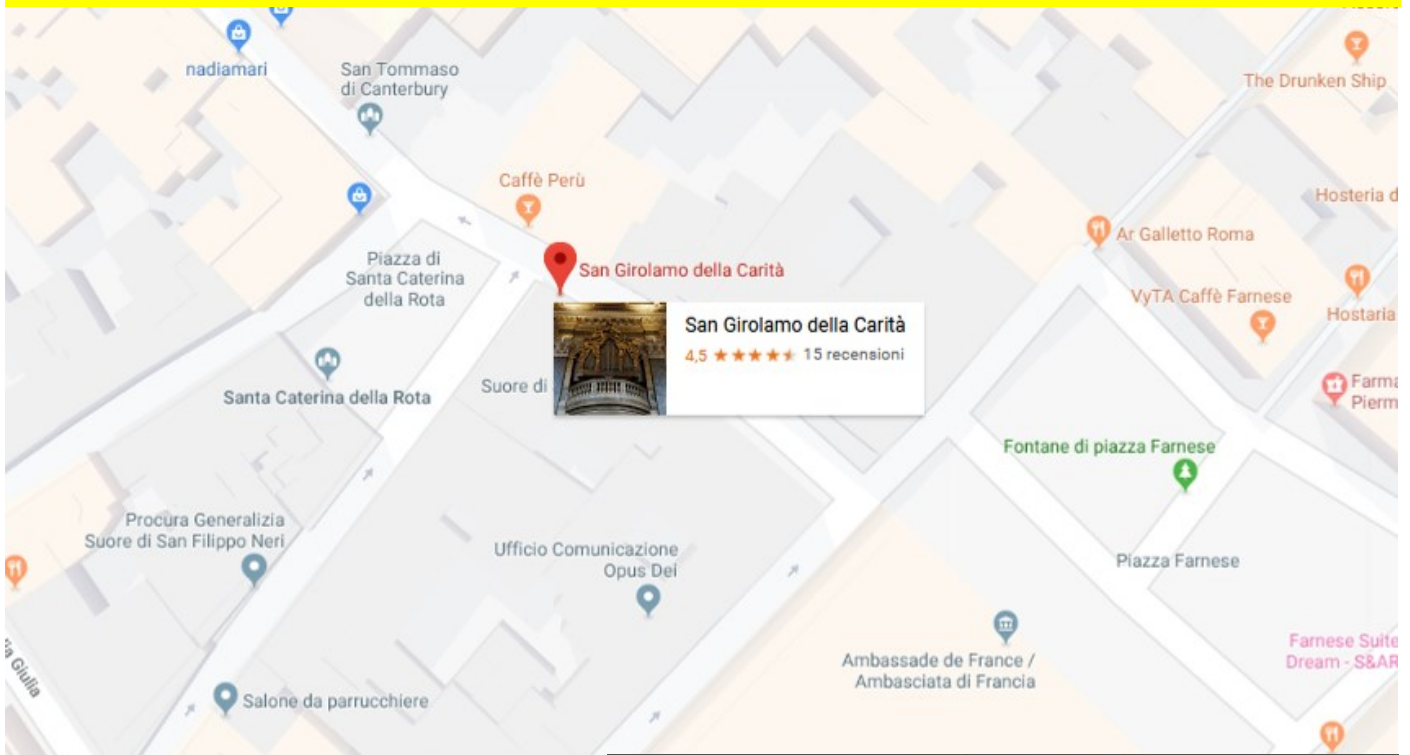 nadiamari
San Tommaso
di Canterbury
The Drunken Ship
Caffè Perù
Hosteria d
Ar Galletto Roma
Piazza di
Santa Caterina
della Rota
San Girolamo della Carità
VyTA Caffè Farnese
Hostaria
San Girolamo della Carità
4,5
15 recensioni
Suore di
Santa Caterina della Rota
Farma
Pierm
Fontane di piazza Farnese
Procura Generalizia
Suore di San Filippo Neri
Ufficio Comunicazione
Opus Dei
Piazza Farnese
Giulia
Ambassade de France /
Ambasciata di Francia
Farnese Suite
Dream - S&AR
Salone da parrucchiere